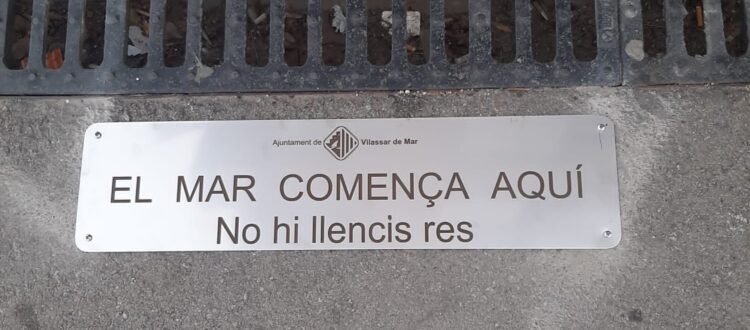 Ajuntament de Vilassar de Mar
EL MAR COMENÇA AQUÍ
No hi llencis res